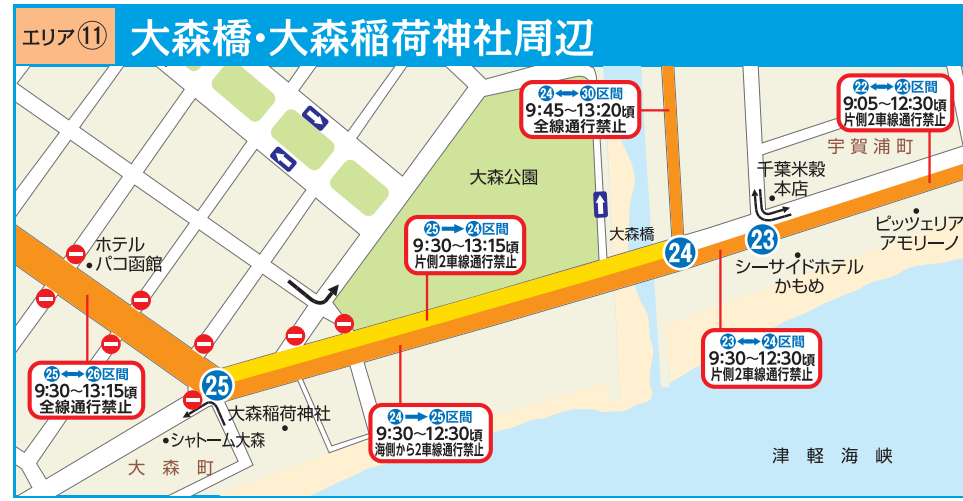 エリア⑪
大森橋・大森稲荷神社周辺
24↔30区間
9:45~13:20頃
全線通行禁止
22↔23区間
9:05~12:30頃
片側2車線通行禁止
宇賀浦町
千葉米穀
本店
大森公園
25→24区間
9:30~13:15頃
片側2車線通行禁止
大森橋
24
23
ピッツェリア
アモリーノ
シーサイドホテル
かもめ
ホテル
パコ函館
23↔24区間
9:30~12:30頃
片側2車線通行禁止
25↔26区間
9:30~13:15頃
全線通行禁止
25
大森稲荷神社
シャトーム大森
大森町
24→25区間
9:30~12:30頃
海側から2車線通行禁止
津軽海峡